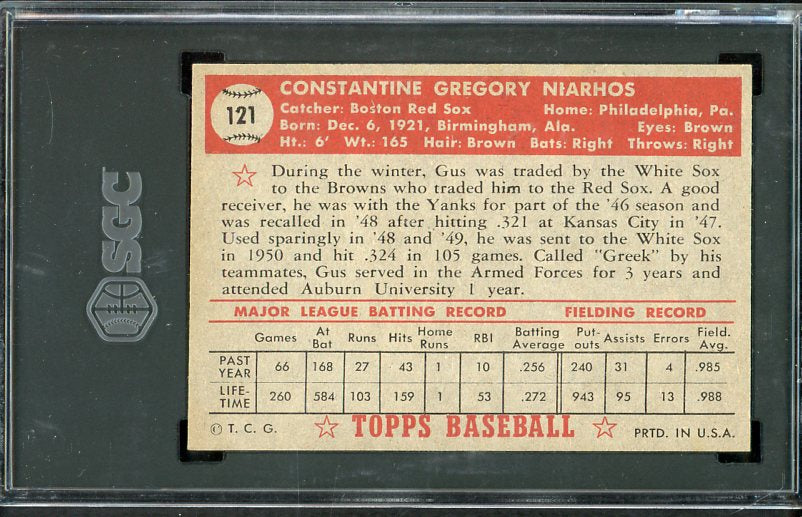 SGC
121
CONSTANTINE GREGORY NIARHOS
Catcher: Boston Red Sox Home: Philadelphia, Pa.
Born: Dec. 6, 1921, Birmingham, Ala. Eyes: Brown
Ht.: 6' Wt.: 165 Hair: Brown Bats: Right Throws: Right
During the winter, Gus was traded by the White Sox
to the Browns who traded him to the Red Sox. A good
receiver, he was with the Yanks for part of the '46 season and
was recalled in '48 after hitting .321 at Kansas City in '47.
Used sparingly in '48 and '49, he was sent to the White Sox
in 1950 and hit .324 in 105 games. Called "Greek" by his
teammates, Gus served in the Armed Forces for 3 years and
attended Auburn University 1 year.
MAJOR LEAGUE BATTING RECORD FIELDING RECORD
Games At Bat Runs Hits Home Runs RBI Batting Average Put-outs Assists Errors Field. Avg.
PAST YEAR 66 168 27 43 1 10 .256 240 31 4 .985
LIFE-TIME 260 584 103 159 1 53 .272 943 95 13 .988
© T. C. G. TOPPS BASEBALL PRTD. IN U.S.A.